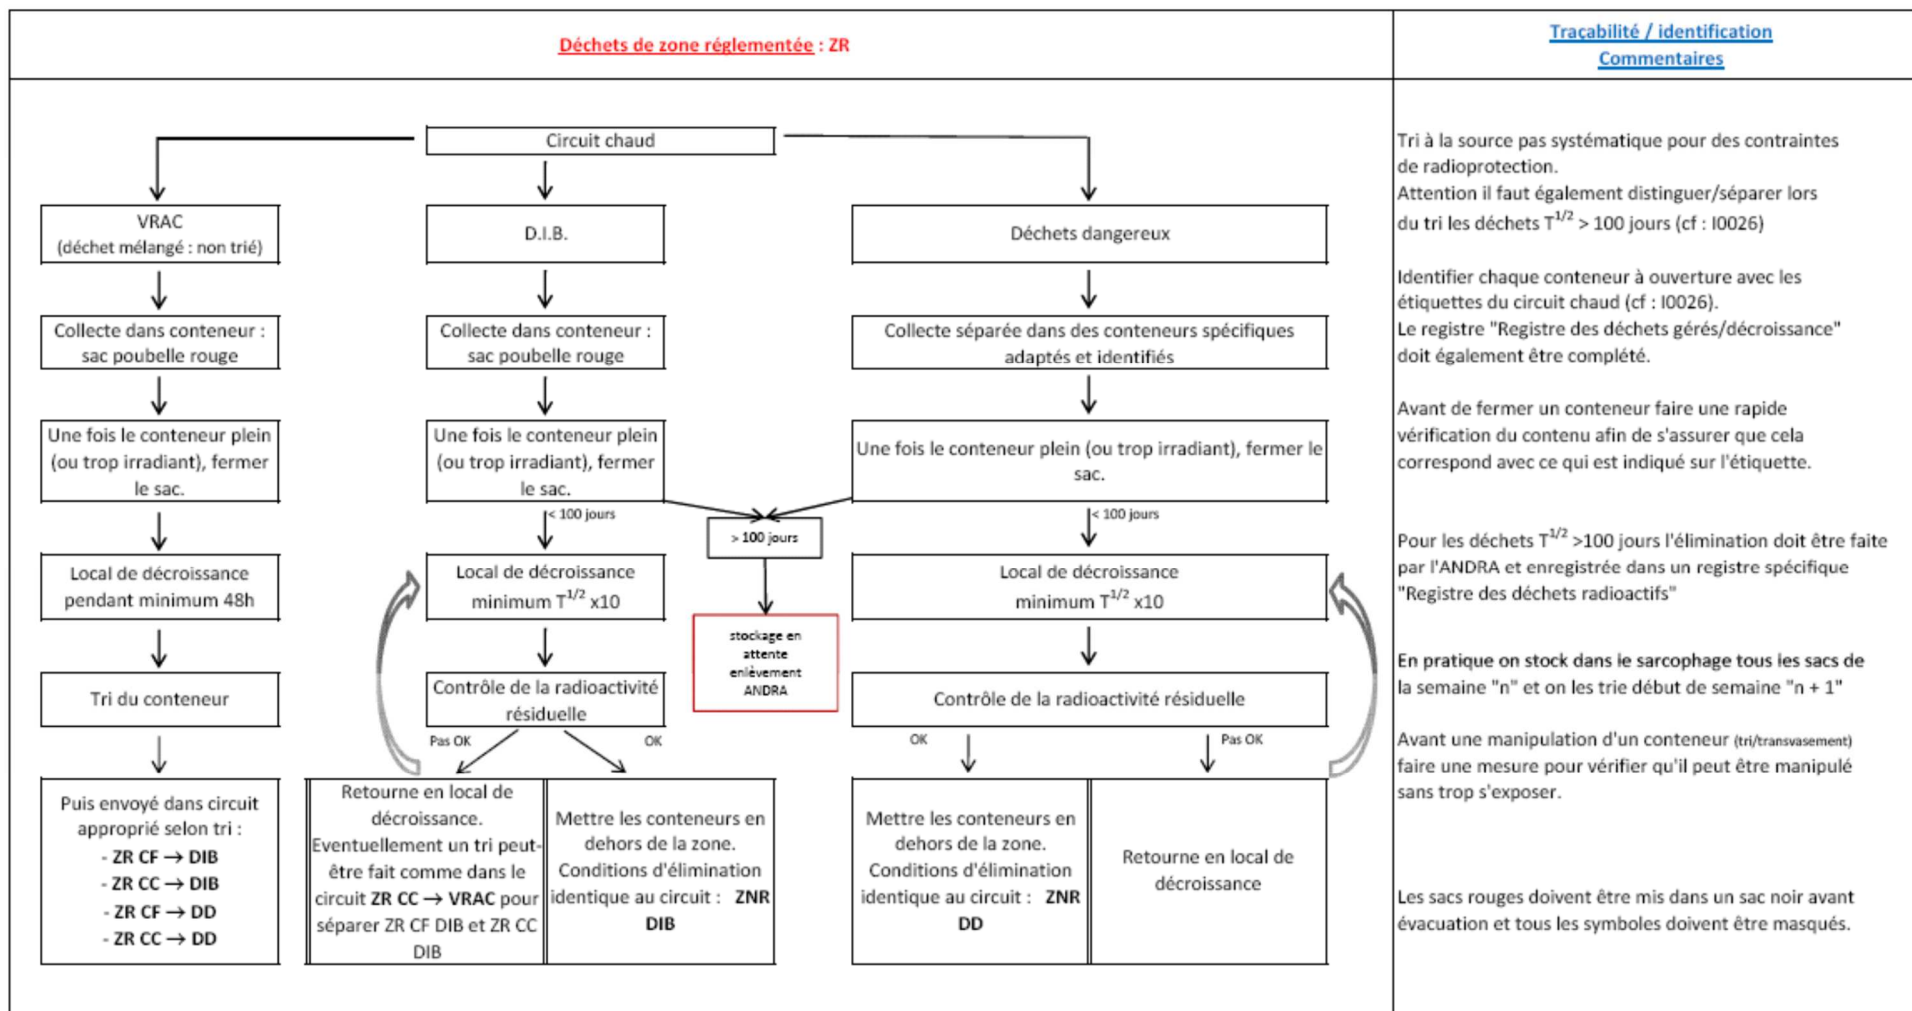 Déchets de zone réglementée : ZR
Traçabilité / identification
Commentaires
Circuit chaud
VRAC
(déchet mélangé : non trié)
D.I.B.
Déchets dangereux
Collecte dans conteneur :
sac poubelle rouge
Collecte dans conteneur :
sac poubelle rouge
Collecte séparée dans des conteneurs spécifiques
adaptés et identifiés
Une fois le conteneur plein
(ou trop irradiant), fermer
le sac.
Une fois le conteneur plein
(ou trop irradiant), fermer
le sac.
Une fois le conteneur plein (ou trop irradiant), fermer le
sac.
< 100 jours
> 100 jours
< 100 jours
Local de décroissance
pendant minimum 48h
Local de décroissance
minimum T^1/2 x10
stockage en
attente
enlèvement
ANDRA
Local de décroissance
minimum T^1/2 x10
Tri du conteneur
Contrôle de la radioactivité
résiduelle
Contrôle de la radioactivité résiduelle
Pas OK
OK
OK
Pas OK
Puis envoyé dans circuit
approprié selon tri :
- ZR CF → DIB
- ZR CC → DIB
- ZR CF → DD
- ZR CC → DD
Retourne en local de
décroissance.
Eventuellement un tri peut-
être fait comme dans le
circuit ZR CC → VRAC pour
séparer ZR CF DIB et ZR CC
DIB
Mettre les conteneurs en
dehors de la zone.
Conditions d'élimination
identique au circuit : ZNR
DIB
Mettre les conteneurs en
dehors de la zone.
Conditions d'élimination
identique au circuit : ZNR
DD
Retourne en local de
décroissance
Tri à la source pas systématique pour des contraintes
de radioprotection.
Attention il faut également distinguer/séparer lors
du tri les déchets T^1/2 > 100 jours (cf : I0026)
Identifier chaque conteneur à ouverture avec les
étiquettes du circuit chaud (cf : I0026).
Le registre "Registre des déchets gérés/décroissance"
doit également être complété.
Avant de fermer un conteneur faire une rapide
vérification du contenu afin de s'assurer que cela
correspond avec ce qui est indiqué sur l'étiquette.
Pour les déchets T^1/2 >100 jours l'élimination doit être faite
par l'ANDRA et enregistrée dans un registre spécifique
"Registre des déchets radioactifs"
En pratique on stock dans le sarcophage tous les sacs de
la semaine "n" et on les trie début de semaine "n + 1"
Avant une manipulation d'un conteneur (tri/transvasement)
faire une mesure pour vérifier qu'il peut être manipulé
sans trop s'exposer.
Les sacs rouges doivent être mis dans un sac noir avant
évacuation et tous les symboles doivent être masqués.